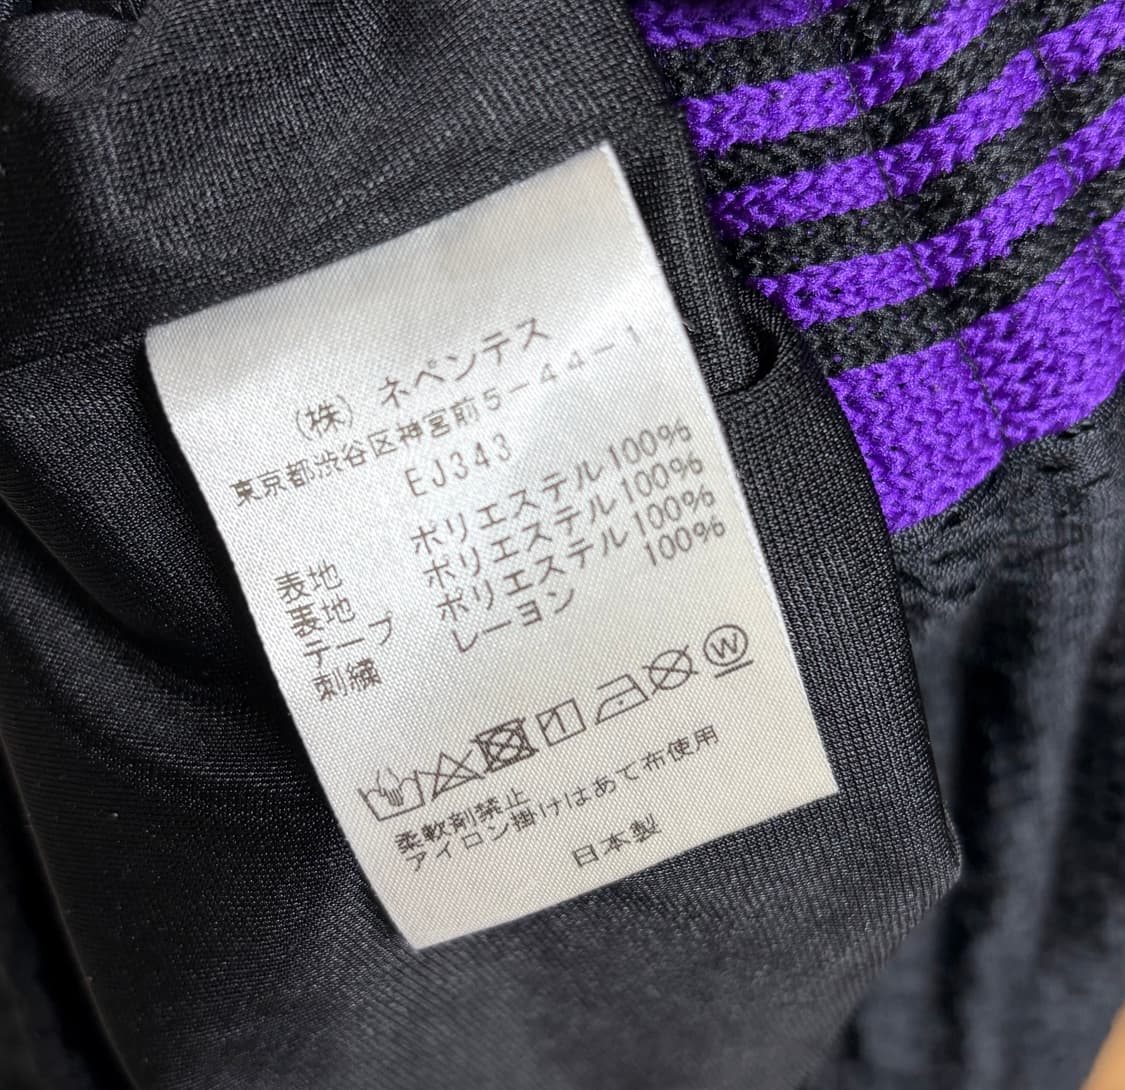 (株) ネペンテス
東京都渋谷区神宮前5-44-1
EJ343
表地 ポリエステル100%
裏地 ポリエステル100%
テープ ポリエステル100%
刺繍 レーヨン 100%
W
柔軟剤禁止
アイロン掛けはあて布使用
日本製